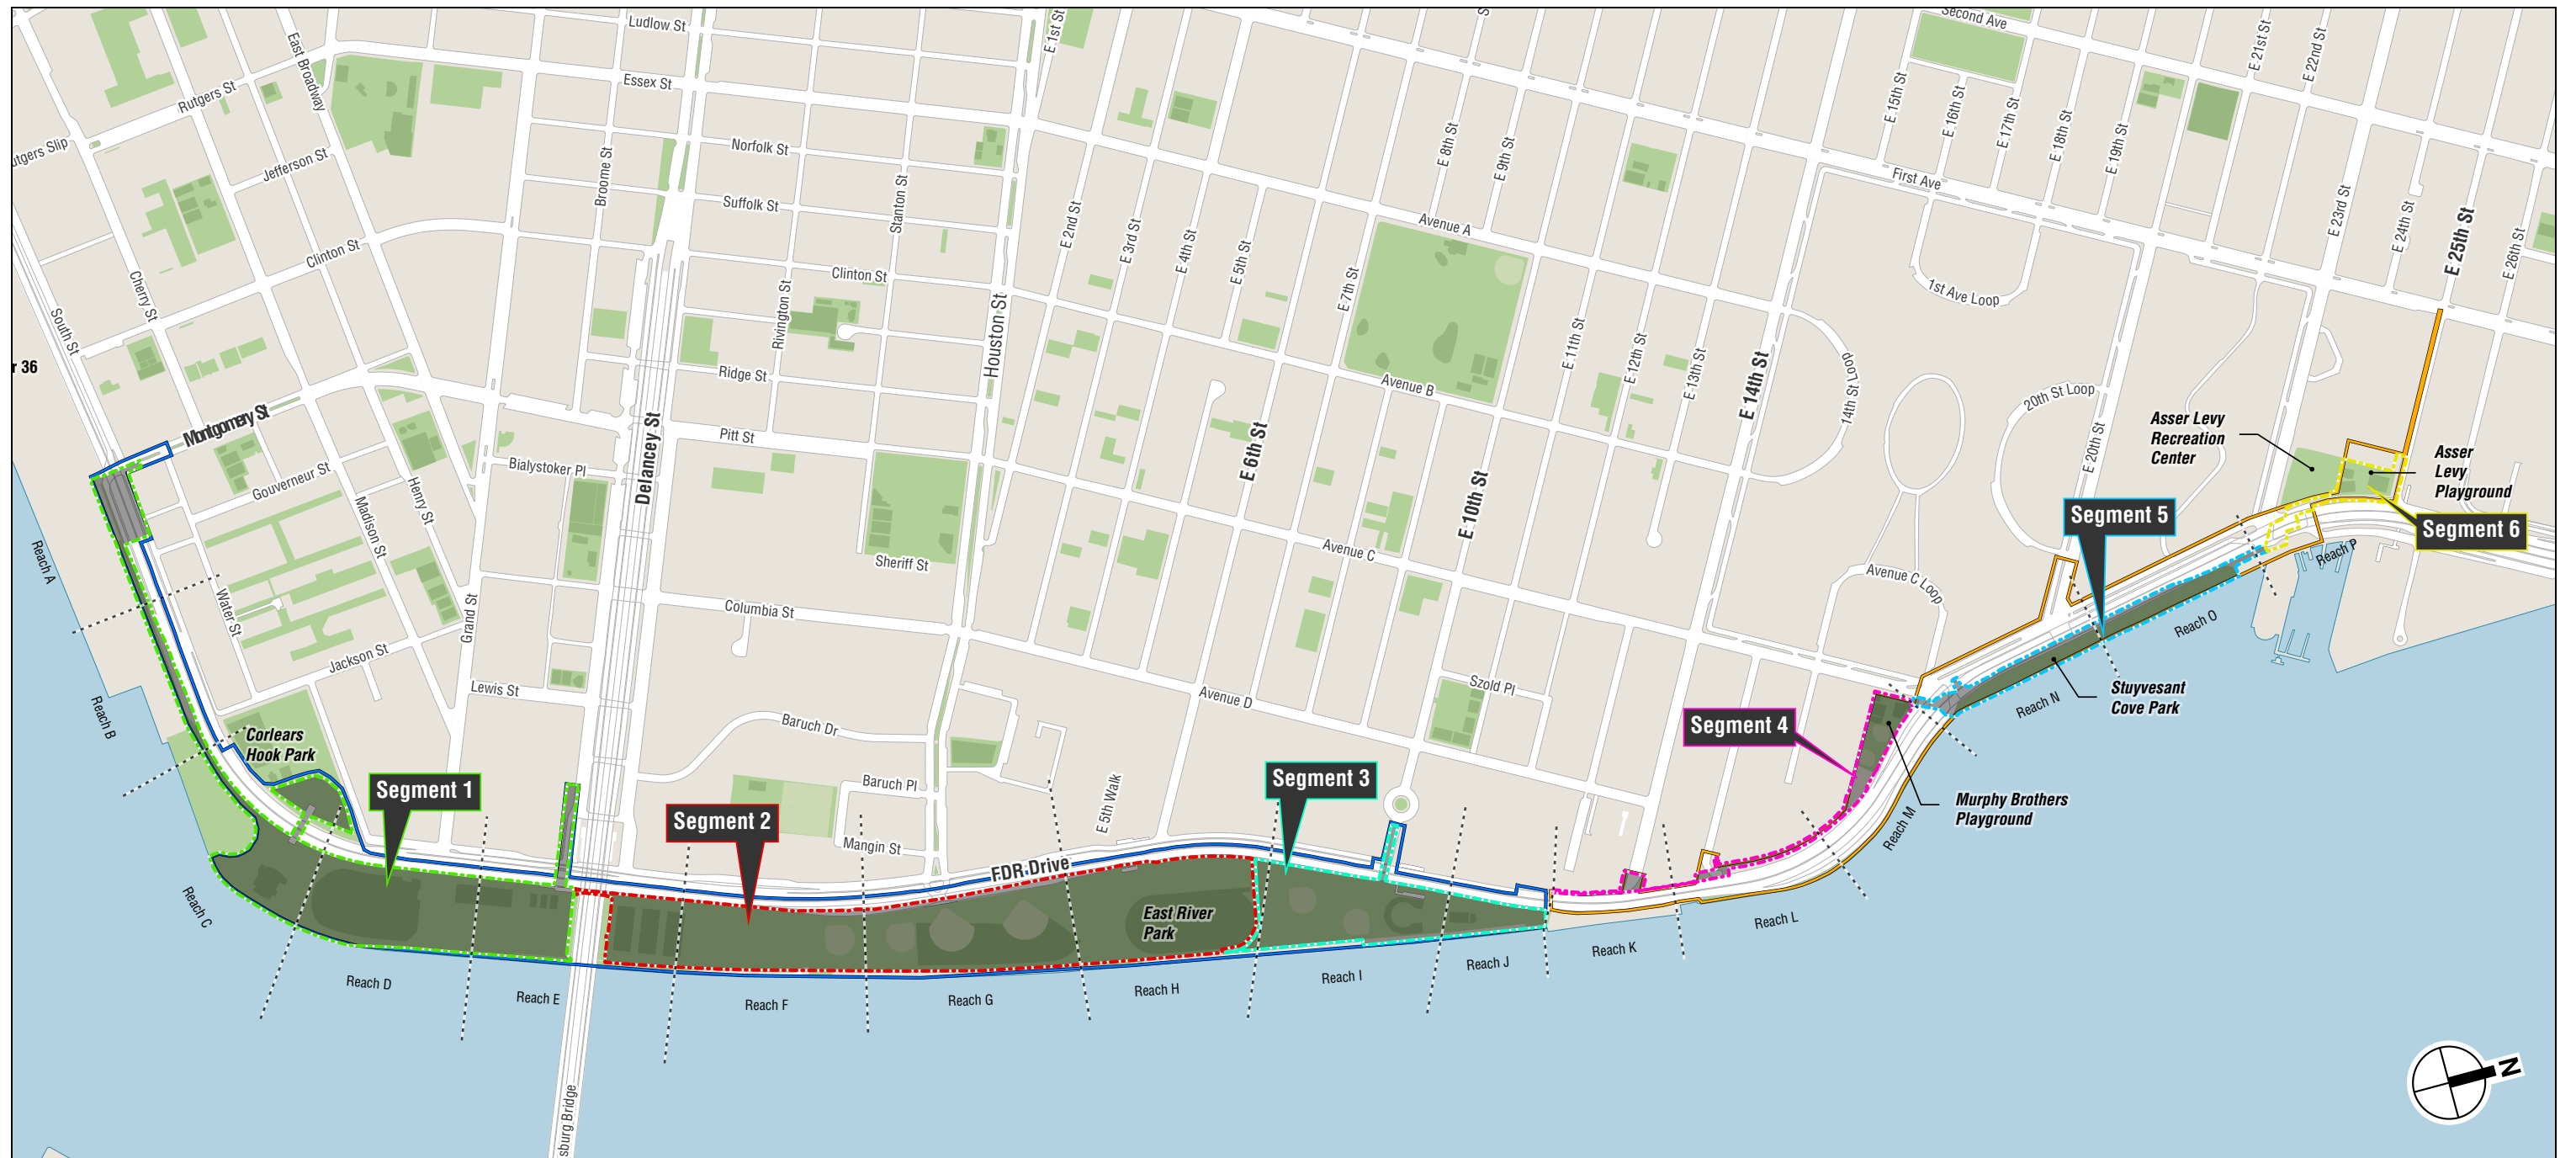 Ludlow St
East Broadway
E 1st St
Second Ave
E 21st St
E 22nd St
Essex St
Rutgers St
E 15th St
E 16th St
E 17th St
E 18th St
E 19th St
utgers Slip
Norfolk St
E 8th St
E 9th St
Jefferson St
Broome St
First Ave
Suffolk St
Stanton St
E 2nd St
E 3rd St
E 4th St
E 5th St
Avenue A
E 23rd St
E 24th St
E 25th St
E 26th St
Clinton St
Clinton St
Cherry St
E 7th St
1st Ave Loop
South St
Rivington St
Houston St
E 11th St
E 12th St
E 13th St
E 14th St
14th St Loop
r 36
Ridge St
Avenue B
20th St Loop
Montgomery St
Delancey St
Pitt St
E 6th St
E 10th St
E 20th St
Asser Levy
Recreation
Center
Asser
Levy
Playground
Gouverneur St
Bialystoker Pl
Henry St
Madison St
Segment 5
Segment 6
Reach A
Sheriff St
Avenue C
Avenue C Loop
Reach P
Water St
Grand St
Columbia St
Reach O
Jackson St
Lewis St
Avenue D
Szold Pl
Stuyvesant
Cove Park
Reach N
Reach B
Corlears
Hook Park
Baruch Dr
Segment 4
Segment 1
Baruch Pl
E 5th Walk
Segment 3
Murphy Brothers
Playground
Segment 2
Mangin St
Reach M
FDR Drive
Reach C
East River
Park
Reach L
Reach K
Reach D
Reach E
Reach F
Reach G
Reach H
Reach I
Reach J
sburg Bridge
N